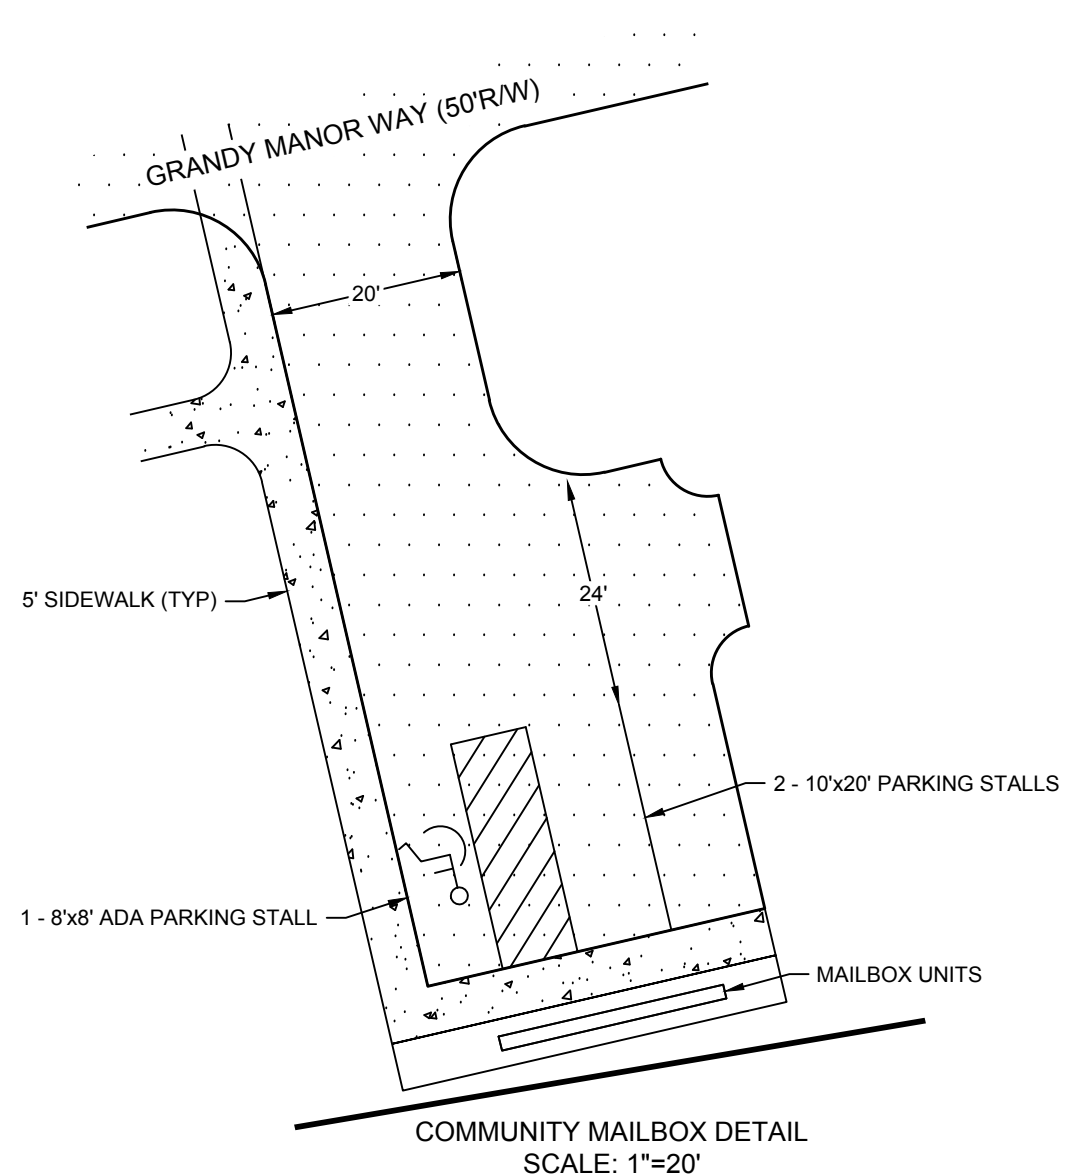 GRANDY MANOR WAY (50'R/W)
20'
24'
5' SIDEWALK (TYP)
2 - 10'x20' PARKING STALLS
1 - 8'x8' ADA PARKING STALL
MAILBOX UNITS
COMMUNITY MAILBOX DETAIL
SCALE: 1"=20'